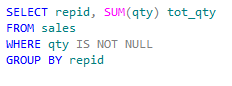 SELECT repid, SUM(qty) tot_qty
FROM sales
WHERE qty IS NOT NULL
GROUP BY repid